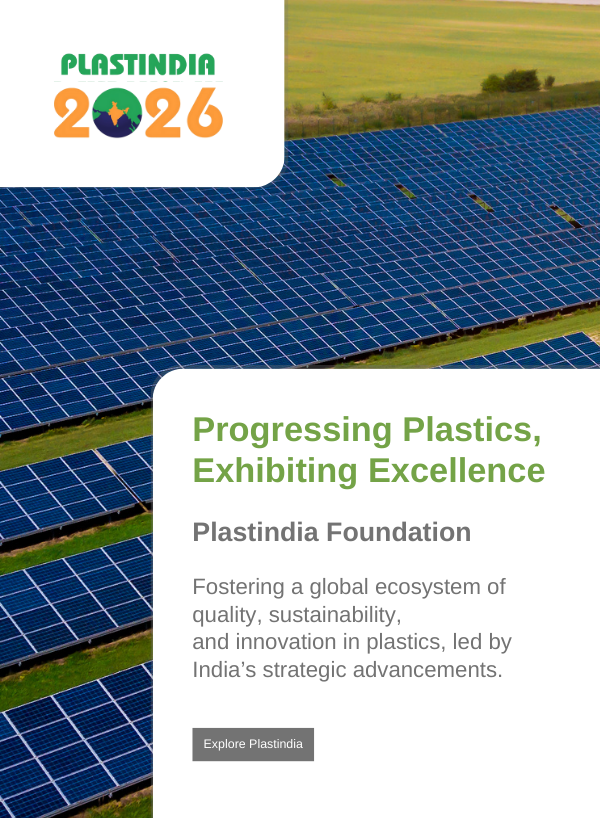 PLASTINDIA
2026
Progressing Plastics,
Exhibiting Excellence
Plastindia Foundation
Fostering a global ecosystem of
quality, sustainability,
and innovation in plastics, led by
India’s strategic advancements.
Explore Plastindia